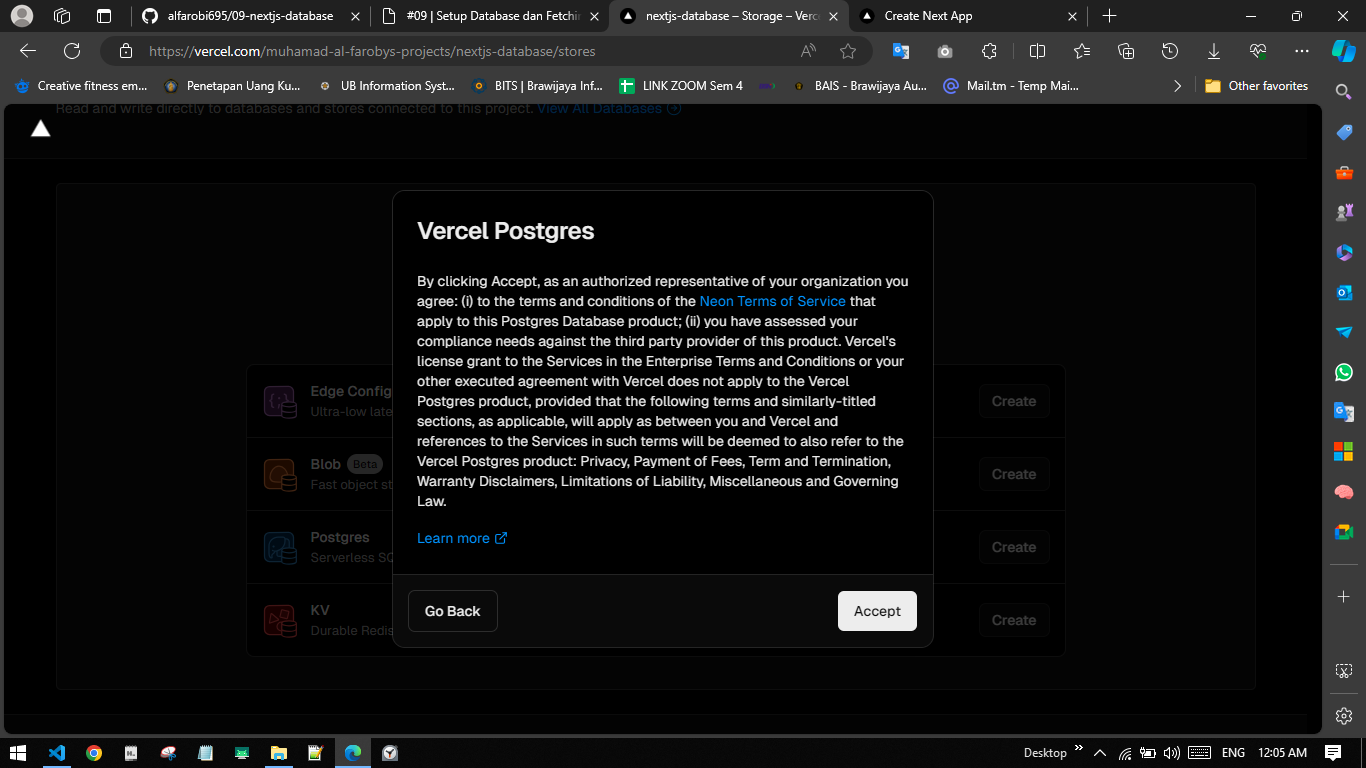 alfarobi695/09-nextjs-database
#09 | Setup Database dan Fetchin
nextjs-database – Storage – Verc
Create Next App
https://vercel.com/muhamad-al-farobys-projects/nextjs-database/stores
Creative fitness em...
Penetapan Uang Ku...
UB Information Syst...
BITS | Brawijaya Inf...
LINK ZOOM Sem 4
BAIS - Brawijaya Au...
Mail.tm - Temp Mai...
Other favorites
Read and write directly to databases and stores connected to this project. View All Databases
Vercel Postgres
By clicking Accept, as an authorized representative of your organization you
agree: (i) to the terms and conditions of the Neon Terms of Service that
apply to this Postgres Database product; (ii) you have assessed your
compliance needs against the third party provider of this product. Vercel's
license grant to the Services in the Enterprise Terms and Conditions or your
other executed agreement with Vercel does not apply to the Vercel
Postgres product, provided that the following terms and similarly-titled
sections, as applicable, will apply as between you and Vercel and
references to the Services in such terms will be deemed to also refer to the
Vercel Postgres product: Privacy, Payment of Fees, Term and Termination,
Warranty Disclaimers, Limitations of Liability, Miscellaneous and Governing
Law.
Learn more
Go Back
Accept
Edge Config
Ultra-low late
Create
Blob Beta
Fast object st
Create
Postgres
Serverless SQ
Create
KV
Durable Redis
Create
Desktop
ENG
12:05 AM